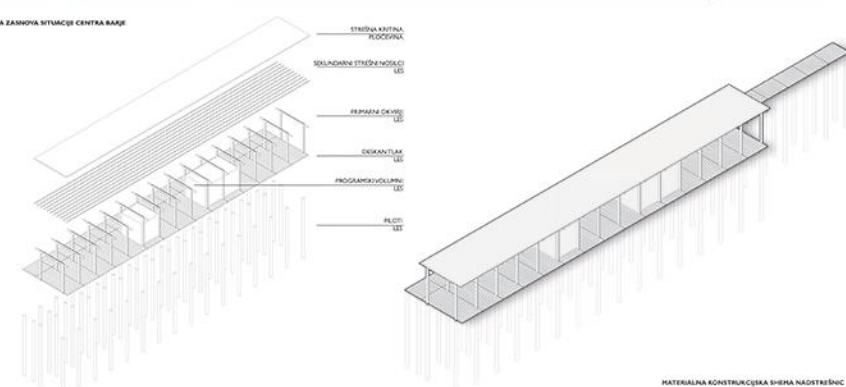 A ZASNOVA SITUACIJE CENTRA BARJE
STREŠNA KRITINA
PLOČEVINA
SEKUNDARNI STREŠNI NOSILCI
LES
PRIMARNI OKVIRJI
LES
DESKAN TLAK
LES
PROGRAMSKI VOLUMNI
LES
PILOTI
LES
MATERIALNA KONSTRUKCIJSKA SHEMA NADSTREŠNIC